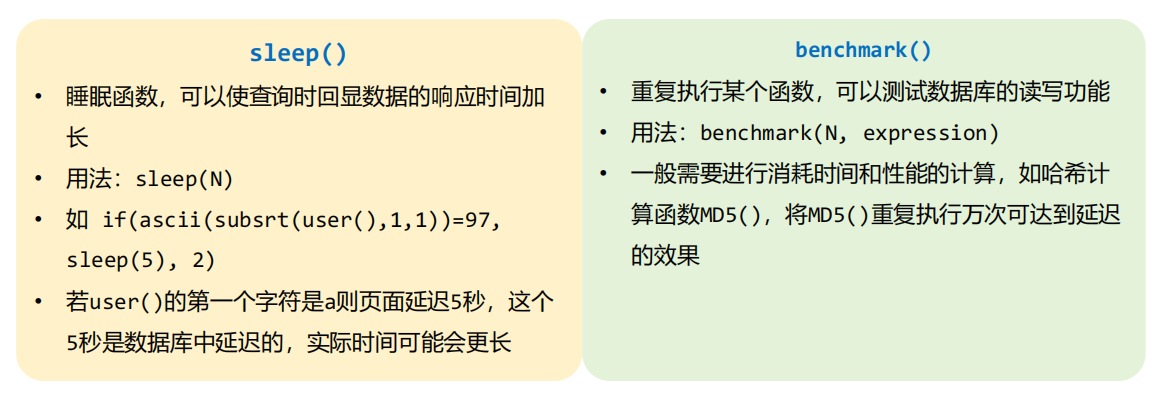 sleep()
• 睡眠函数，可以使查询时回显数据的响应时间加
长
• 用法：sleep(N)
• 如 if(ascii(subsrt(user(),1,1))=97,
sleep(5), 2)
• 若user()的第一个字符是a则页面延迟5秒，这个
5秒是数据库中延迟的，实际时间可能会更长
benchmark()
• 重复执行某个函数，可以测试数据库的读写功能
• 用法：benchmark(N, expression)
• 一般需要进行消耗时间和性能的计算，如哈希计
算函数MD5()，将MD5()重复执行万次可达到延迟
的效果